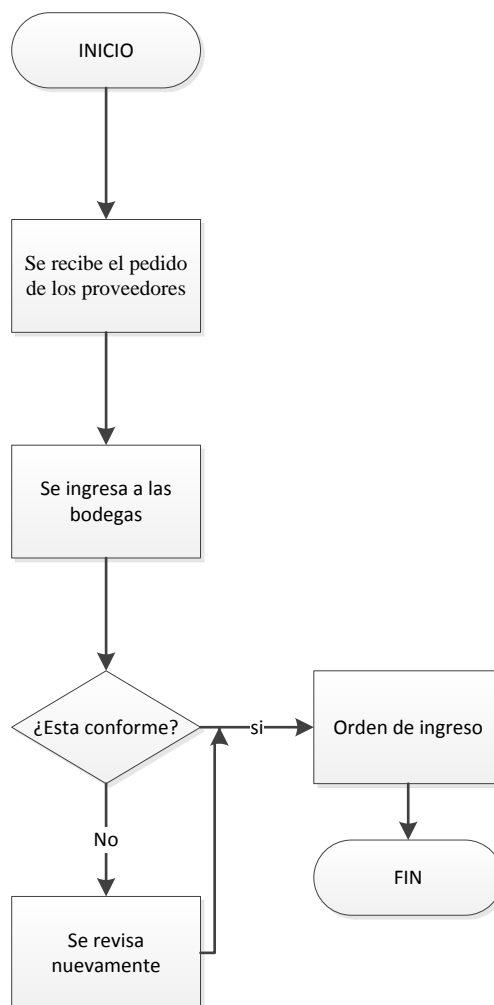 INICIO
Se recibe el pedido
de los proveedores
Se ingresa a las
bodegas
¿Esta conforme?
si
Orden de ingreso
No
FIN
Se revisa
nuevamente